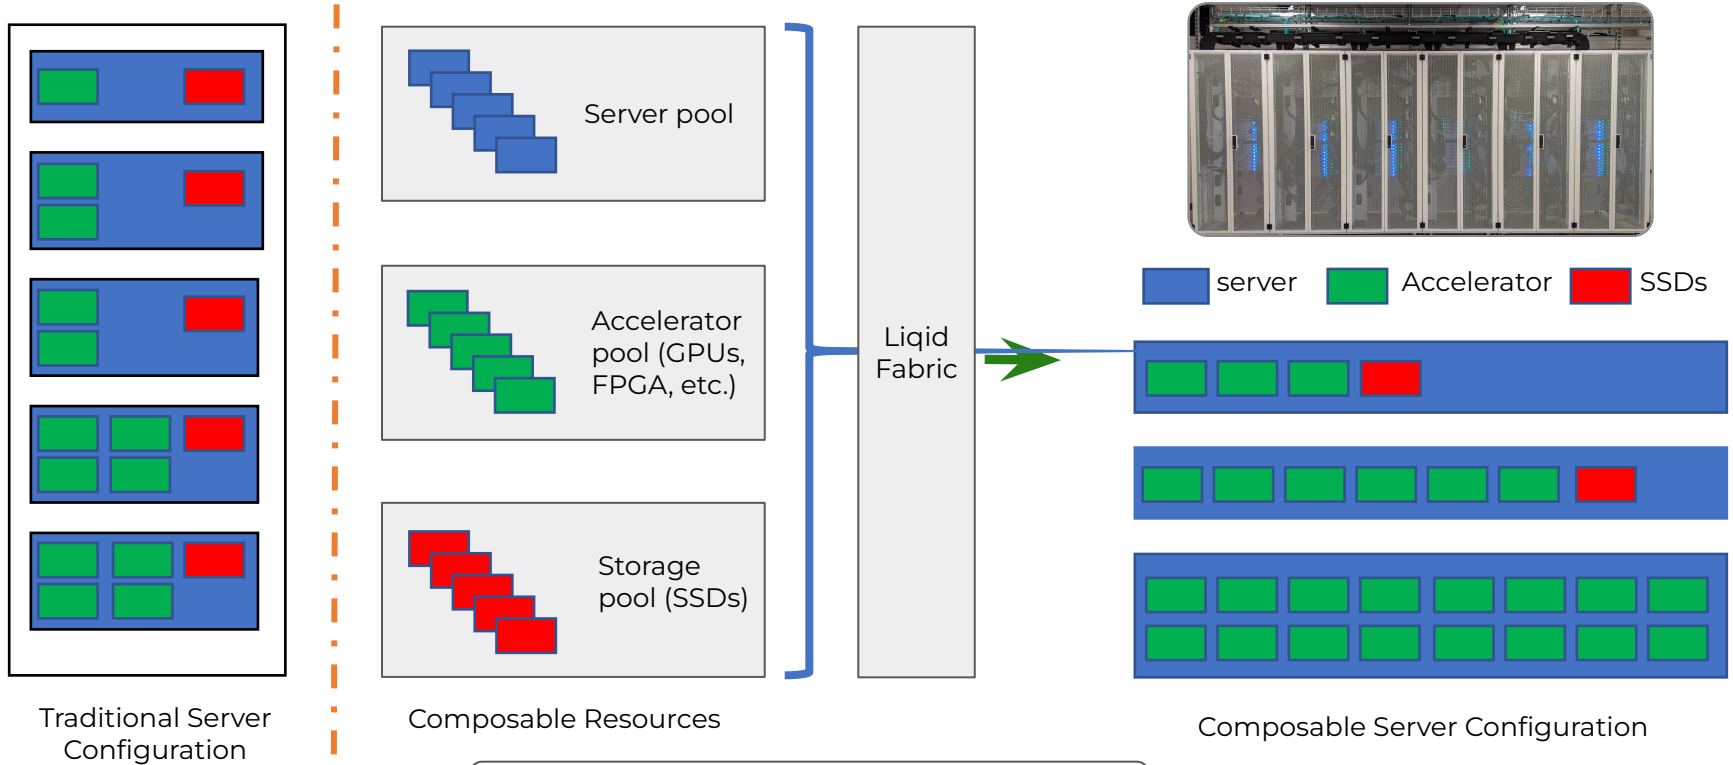 Server pool
Accelerator
pool (GPUs,
FPGA, etc.)
Storage
pool (SSDs)
Liqid
Fabric
server
Accelerator
SSDs
Traditional Server
Configuration
Composable Resources
Composable Server Configuration